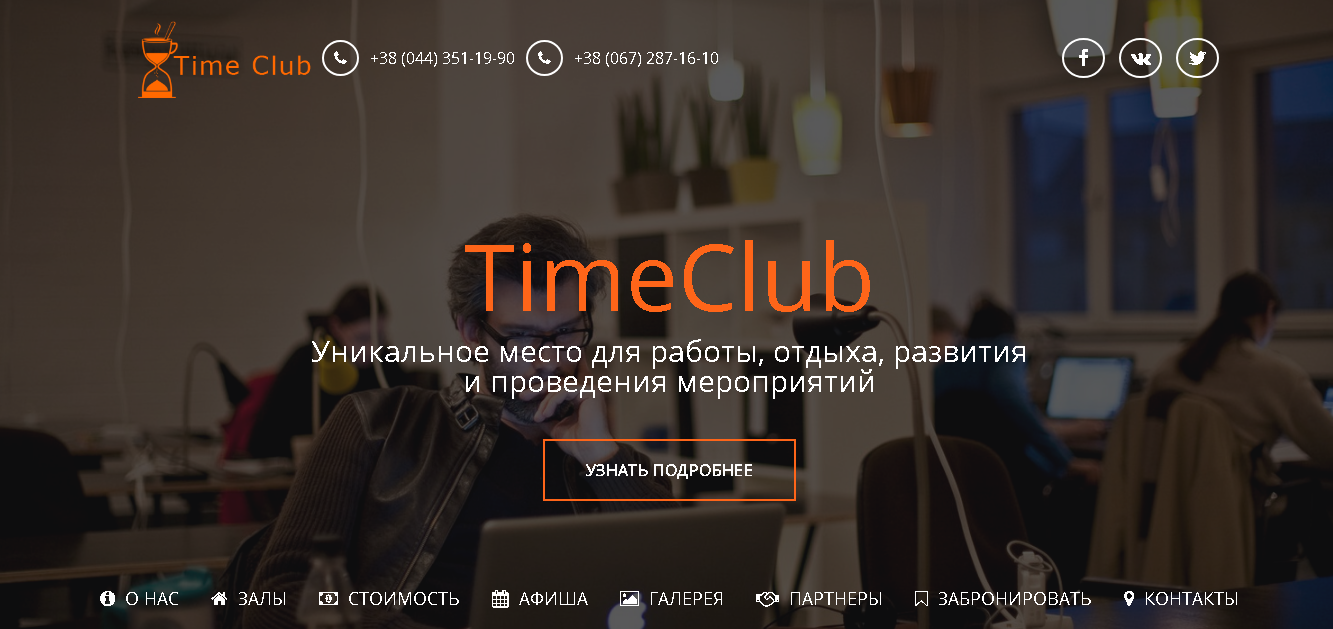 Time Club
+38 (044) 351-19-90
+38 (067) 287-16-10
TimeClub
Уникальное место для работы, отдыха, развития
и проведения мероприятий
УЗНАТЬ ПОДРОБНЕЕ
О НАС ЗАЛЫ СТОИМОСТЬ АФИША ГАЛЕРЕЯ ПАРТНЕРЫ ЗАБРОНИРОВАТЬ КОНТАКТЫ